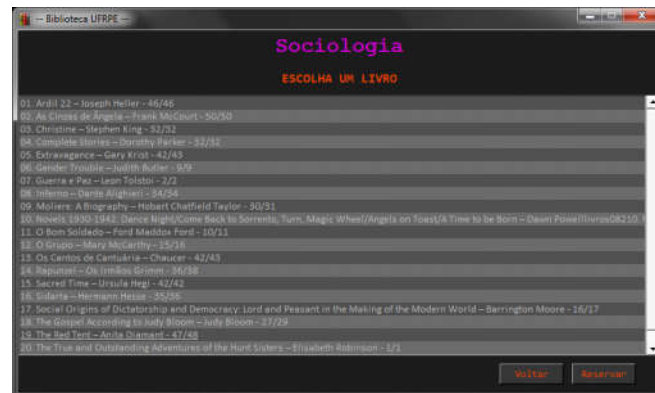 -- Biblioteca UFRPE --
Sociologia
ESCOLHA UM LIVRO
01. Ardil 22 – Joseph Heller - 46/46
02. As Cinzas de Ângela – Frank McCourt - 50/50
03. Christine – Stephen King - 32/32
04. Complete Stories – Dorothy Parker - 32/32
05. Extravagance – Gary Krist - 42/43
06. Gender Trouble – Judith Butler - 9/9
07. Guerra e Paz – Leon Tolstoi - 2/2
08. Inferno – Dante Alighieri - 34/34
09. Moliere: A Biography – Hobart Chatfield Taylor - 30/31
10. Novels 1930-1942: Dance Night/Come Back to Sorrento, Turn, Magic Wheel/Angels on Toast/A Time to be Born – Dawn Powelllivros08210.
11. O Bom Soldado – Ford Maddox Ford - 10/11
12. O Grupo – Mary McCarthy - 15/16
13. Os Cantos de Cantuária – Chaucer - 42/43
14. Rapunzel – Os Irmãos Grimm - 36/38
15. Sacred Time – Ursula Hegi - 42/42
16. Sidarta – Hermann Hesse - 35/36
17. Social Origins of Dictatorship and Democracy: Lord and Peasant in the Making of the Modern World – Barrington Moore - 16/17
18. The Gospel According to Judy Bloom – Judy Bloom - 27/29
19. The Red Tent – Anita Diamant - 47/48
20. The True and Outstanding Adventures of the Hunt Sisters – Elisabeth Robinson - 1/1
Voltar
Reservar